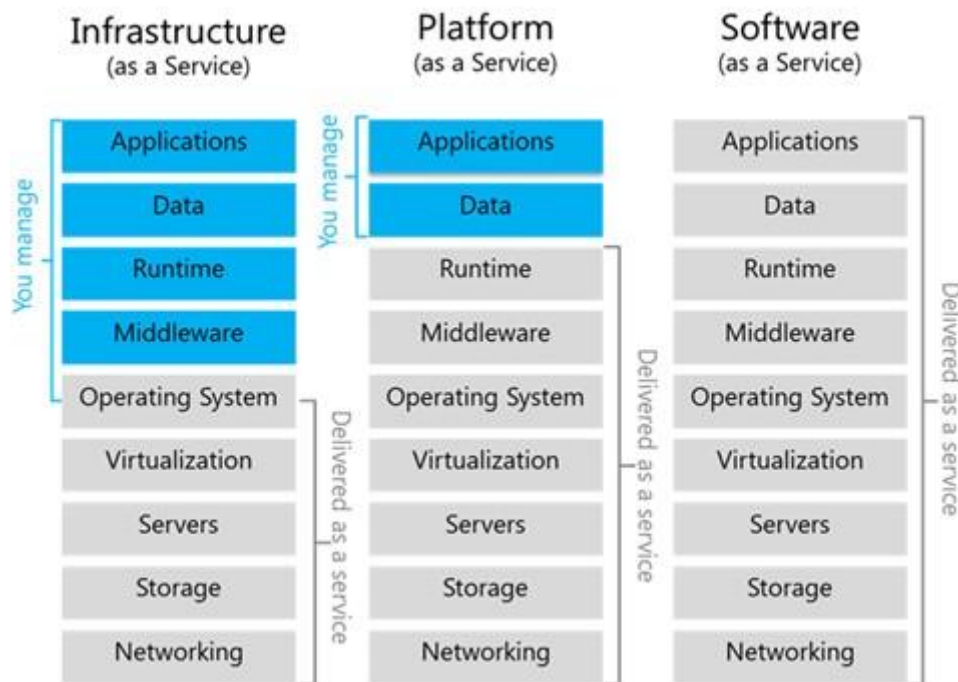 Infrastructure
(as a Service)
You manage
Applications
Data
Runtime
Middleware
Operating System
Virtualization
Servers
Storage
Networking
Delivered as a service
Platform
(as a Service)
You manage
Applications
Data
Runtime
Middleware
Operating System
Virtualization
Servers
Storage
Networking
Delivered as a service
Software
(as a Service)
Applications
Data
Runtime
Middleware
Operating System
Virtualization
Servers
Storage
Networking
Delivered as a service